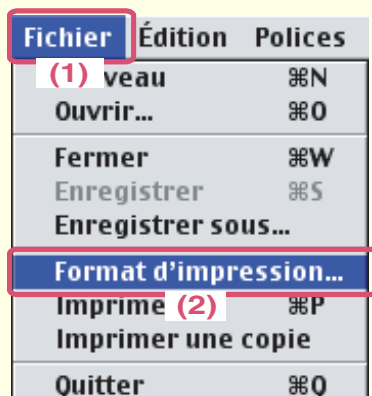 Fichier Édition Polices
(1) veau ⌘N
Ouvrir... ⌘O
Fermer ⌘W
Enregistrer ⌘S
Enregistrer sous...
Format d'impression...
Imprime (2) ⌘P
Imprimer une copie
Quitter ⌘Q